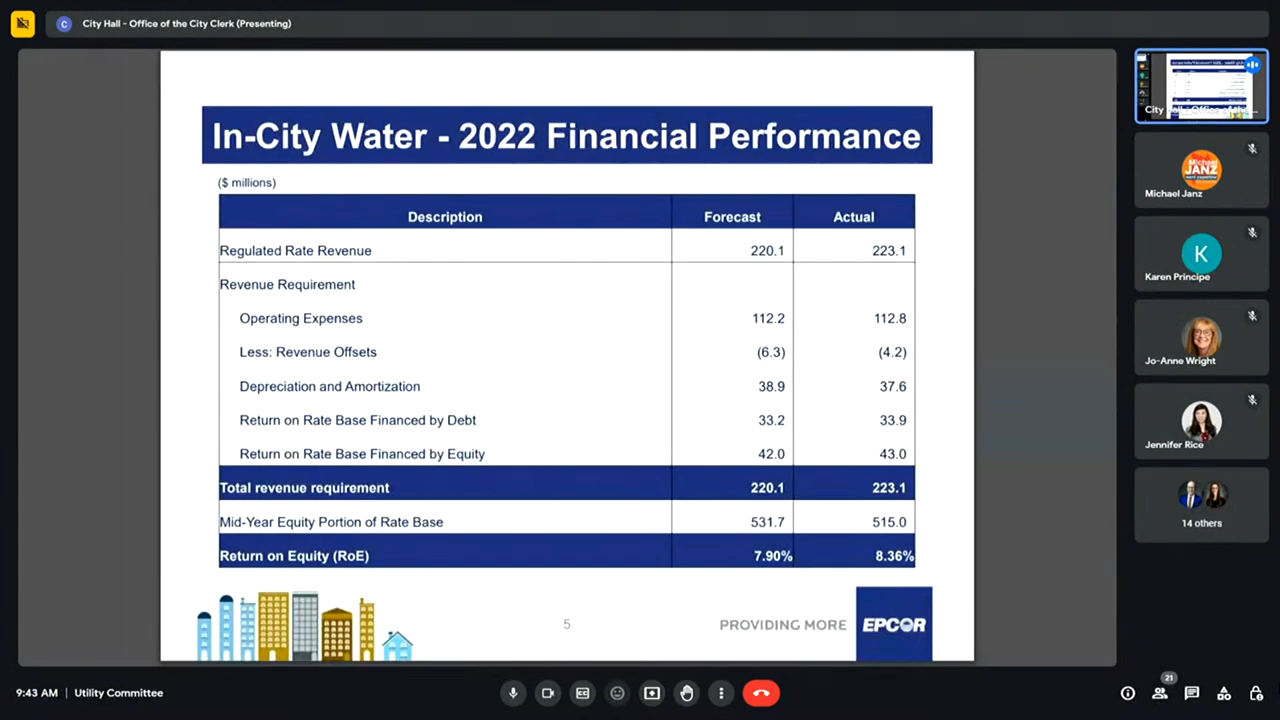 C City Hall - Office of the City Clerk (Presenting)
In-City Water - 2022 Financial Performance
($ millions)
Description Forecast Actual
Regulated Rate Revenue 220.1 223.1
Revenue Requirement
Operating Expenses 112.2 112.8
Less: Revenue Offsets (6.3) (4.2)
Depreciation and Amortization 38.9 37.6
Return on Rate Base Financed by Debt 33.2 33.9
Return on Rate Base Financed by Equity 42.0 43.0
Total revenue requirement 220.1 223.1
Mid-Year Equity Portion of Rate Base 531.7 515.0
Return on Equity (RoE) 7.90% 8.36%
5
PROVIDING MORE
EPCOR
Michael
JANZ
Michael Janz
K
Karen Principe
Jo-Anne Wright
Jennifer Rice
14 others
9:43 AM | Utility Committee
21